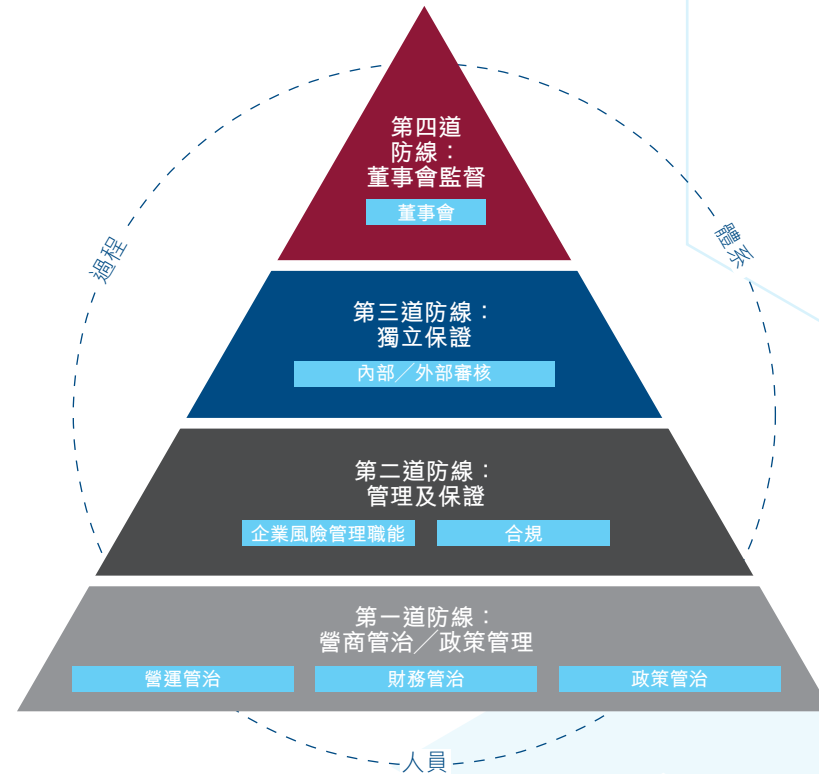 第四道
防線：
董事會監督
董事會
過程
體系
第三道防線：
獨立保證
內部／外部審核
第二道防線：
管理及保證
企業風險管理職能
合規
第一道防線：
營商管治／政策管理
營運管治
財務管治
政策管治
人員